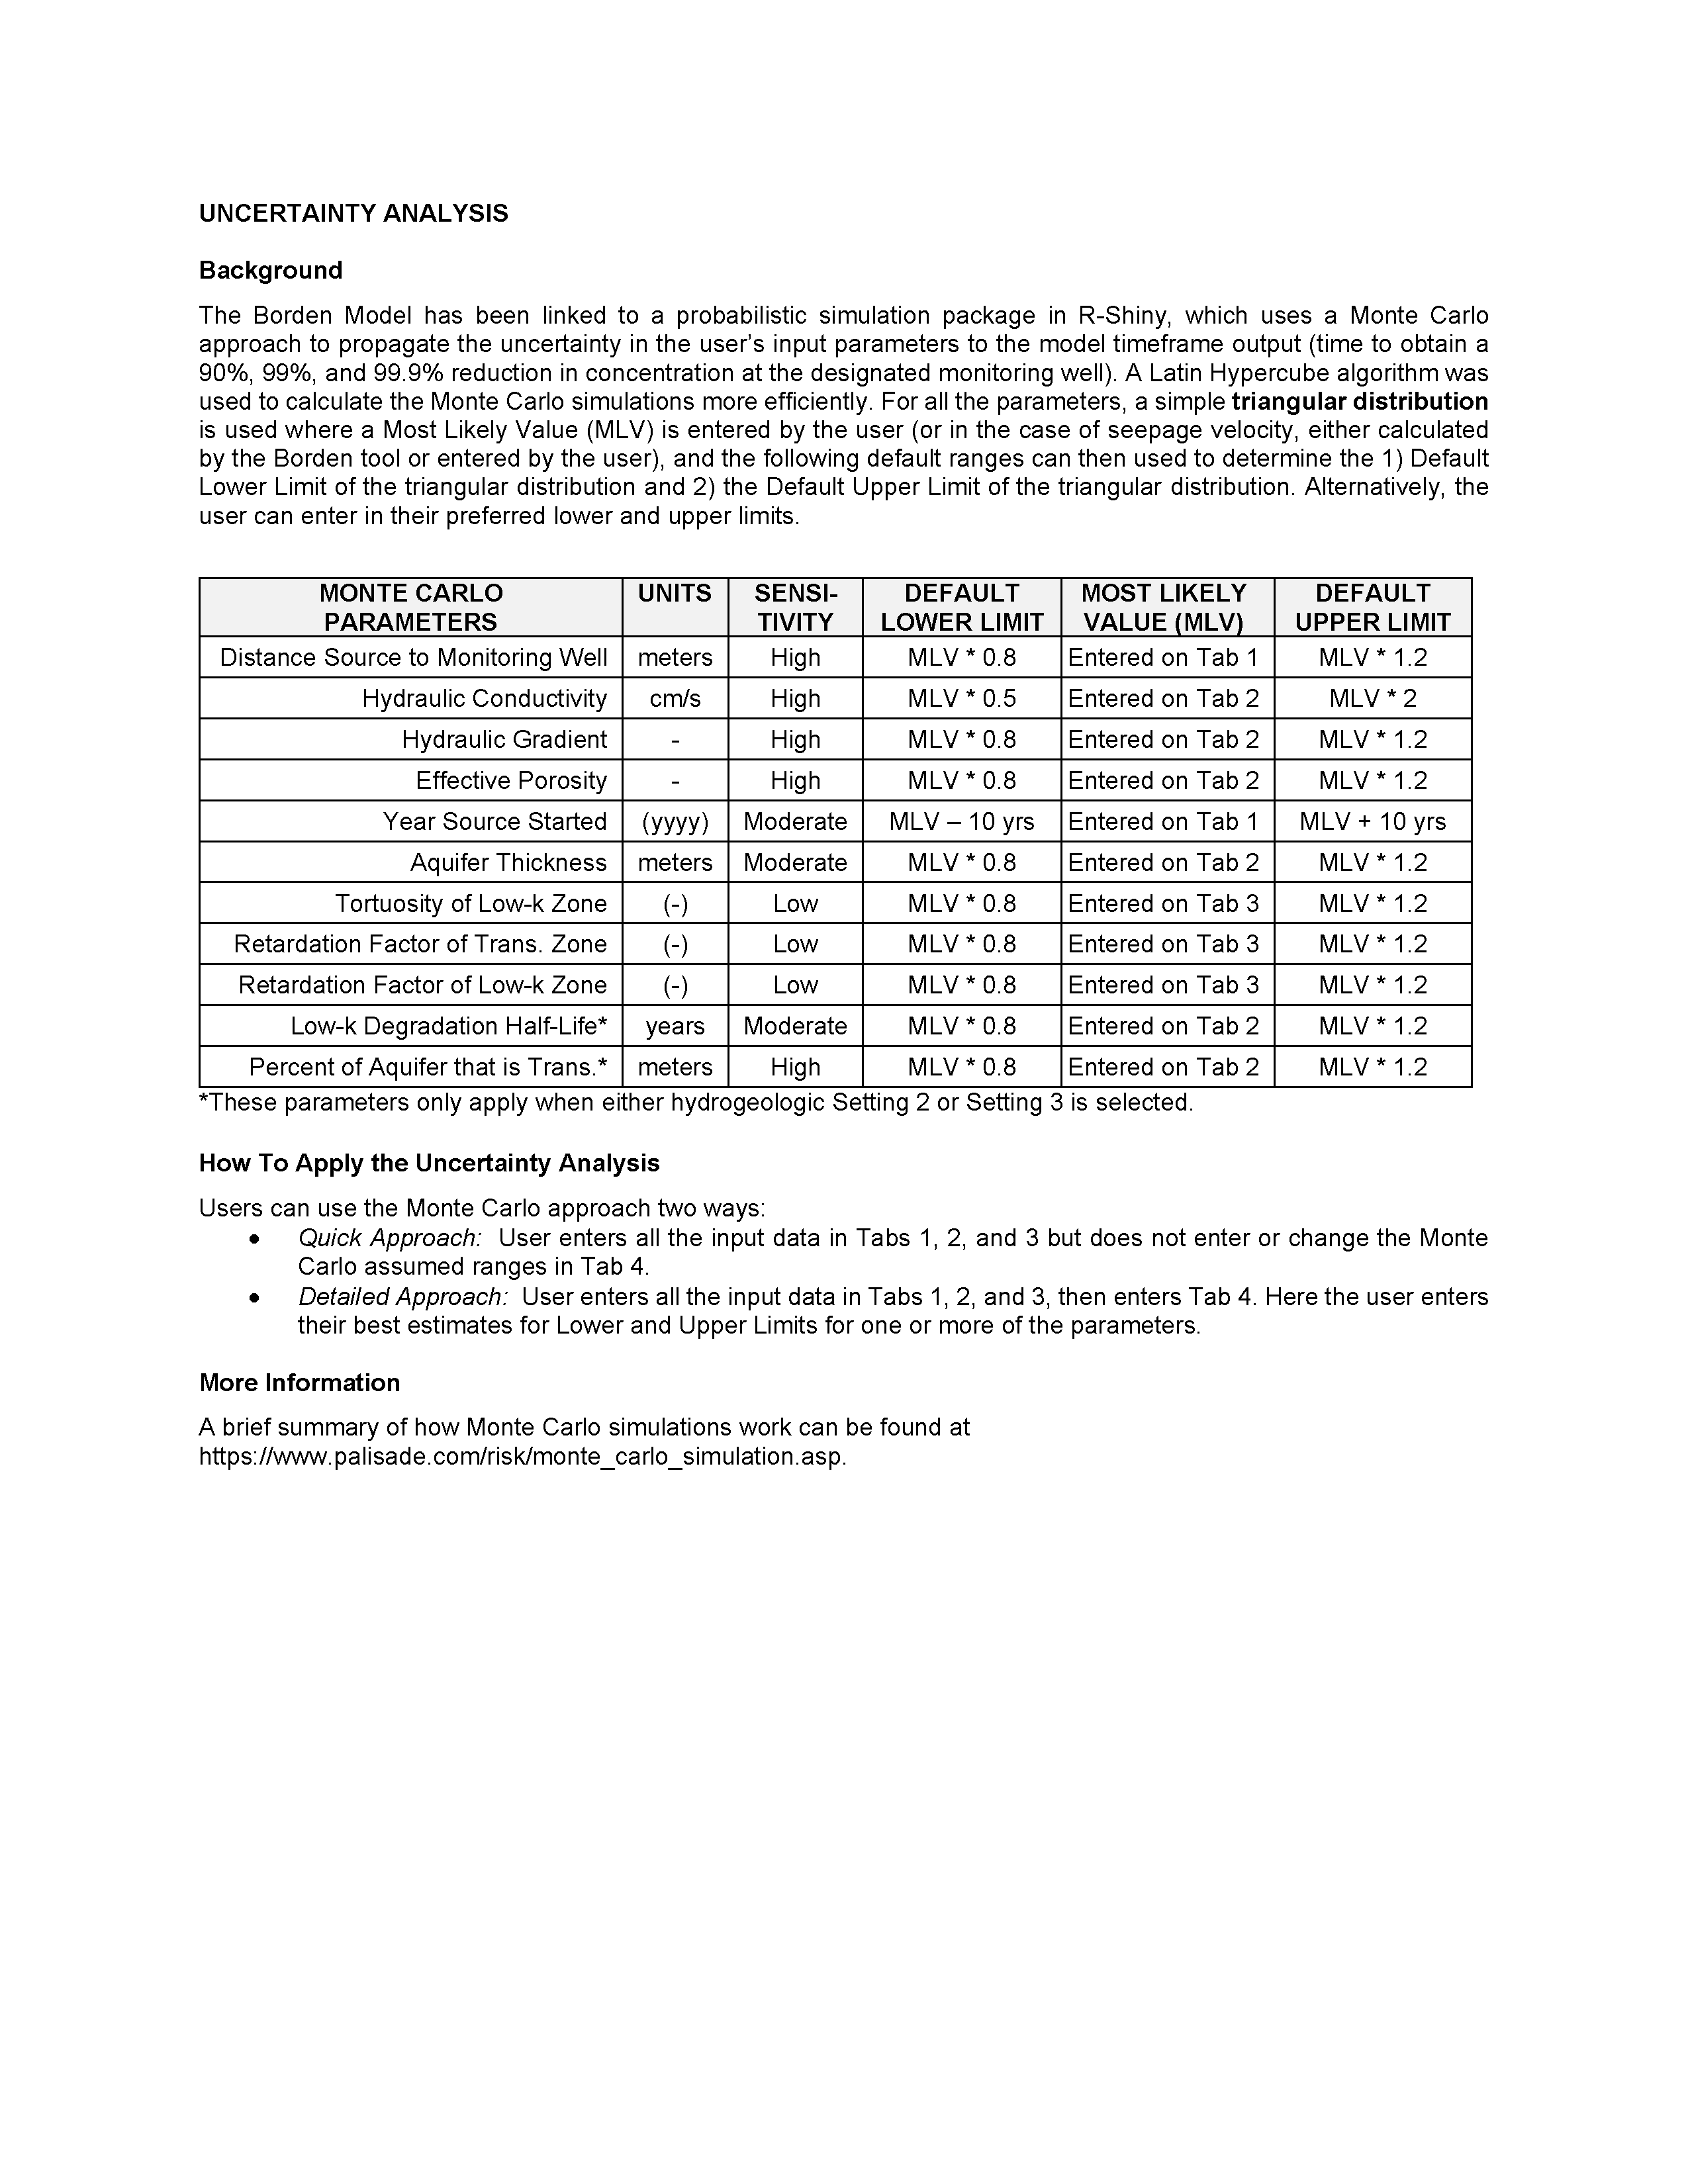 UNCERTAINTY ANALYSIS
Background
The Borden Model has been linked to a probabilistic simulation package in R-Shiny, which uses a Monte Carlo
approach to propagate the uncertainty in the user’s input parameters to the model timeframe output (time to obtain a
90%, 99%, and 99.9% reduction in concentration at the designated monitoring well). A Latin Hypercube algorithm was
used to calculate the Monte Carlo simulations more efficiently. For all the parameters, a simple triangular distribution
is used where a Most Likely Value (MLV) is entered by the user (or in the case of seepage velocity, either calculated
by the Borden tool or entered by the user), and the following default ranges can then used to determine the 1) Default
Lower Limit of the triangular distribution and 2) the Default Upper Limit of the triangular distribution. Alternatively, the
user can enter in their preferred lower and upper limits.
MONTE CARLO UNITS SENSI- DEFAULT MOST LIKELY DEFAULT
PARAMETERS TIVITY LOWER LIMIT VALUE (MLV) UPPER LIMIT
Distance Source to Monitoring Well meters High MLV * 0.8 Entered on Tab 1 MLV * 1.2
Hydraulic Conductivity cm/s High MLV * 0.5 Entered on Tab 2 MLV * 2
Hydraulic Gradient - High MLV * 0.8 Entered on Tab 2 MLV * 1.2
Effective Porosity - High MLV * 0.8 Entered on Tab 2 MLV * 1.2
Year Source Started (yyyy) Moderate MLV – 10 yrs Entered on Tab 1 MLV + 10 yrs
Aquifer Thickness meters Moderate MLV * 0.8 Entered on Tab 2 MLV * 1.2
Tortuosity of Low-k Zone (-) Low MLV * 0.8 Entered on Tab 3 MLV * 1.2
Retardation Factor of Trans. Zone (-) Low MLV * 0.8 Entered on Tab 3 MLV * 1.2
Retardation Factor of Low-k Zone (-) Low MLV * 0.8 Entered on Tab 3 MLV * 1.2
Low-k Degradation Half-Life* years Moderate MLV * 0.8 Entered on Tab 2 MLV * 1.2
Percent of Aquifer that is Trans.* meters High MLV * 0.8 Entered on Tab 2 MLV * 1.2
*These parameters only apply when either hydrogeologic Setting 2 or Setting 3 is selected.
How To Apply the Uncertainty Analysis
Users can use the Monte Carlo approach two ways:
• Quick Approach: User enters all the input data in Tabs 1, 2, and 3 but does not enter or change the Monte
Carlo assumed ranges in Tab 4.
• Detailed Approach: User enters all the input data in Tabs 1, 2, and 3, then enters Tab 4. Here the user enters
their best estimates for Lower and Upper Limits for one or more of the parameters.
More Information
A brief summary of how Monte Carlo simulations work can be found at
https://www.palisade.com/risk/monte_carlo_simulation.asp.